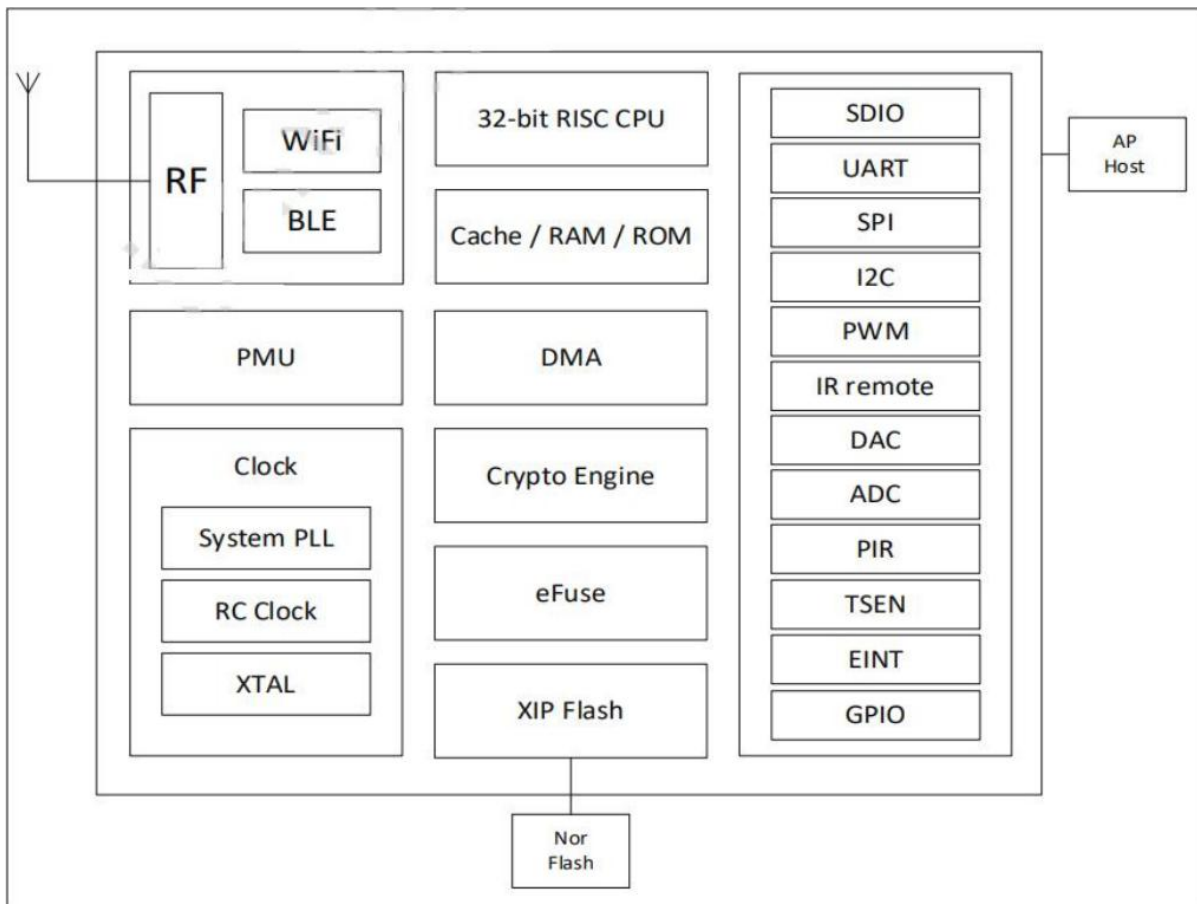 RF
WiFi
BLE
PMU
Clock
System PLL
RC Clock
XTAL
32-bit RISC CPU
Cache / RAM / ROM
DMA
Crypto Engine
eFuse
XIP Flash
SDIO
UART
SPI
I2C
PWM
IR remote
DAC
ADC
PIR
TSEN
EINT
GPIO
AP
Host
Nor
Flash